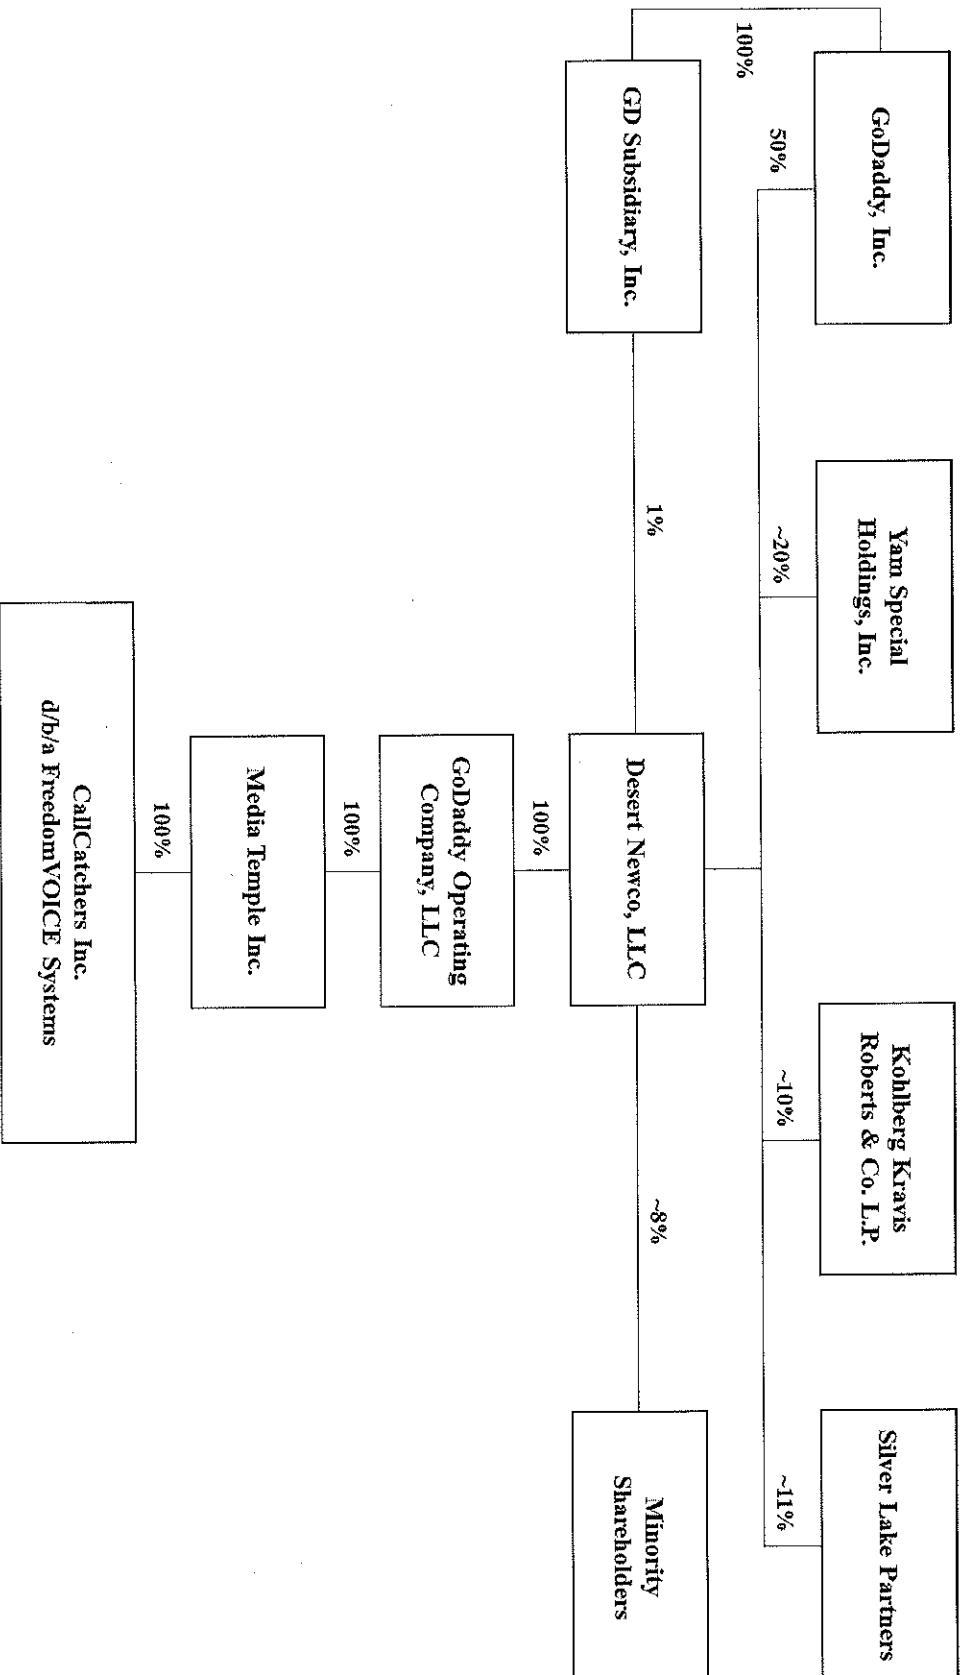 GoDaddy, Inc.
Yam Special
Holdings, Inc.
Kohlberg Kravis
Roberts & Co. L.P.
Silver Lake Partners
100%
50%
~20%
~10%
~11%
GD Subsidiary, Inc.
1%
Desert Newco, LLC
~8%
Minority
Shareholders
100%
GoDaddy Operating
Company, LLC
100%
Media Temple Inc.
100%
CallCatchers Inc.
d/b/a FreedomVOICE Systems